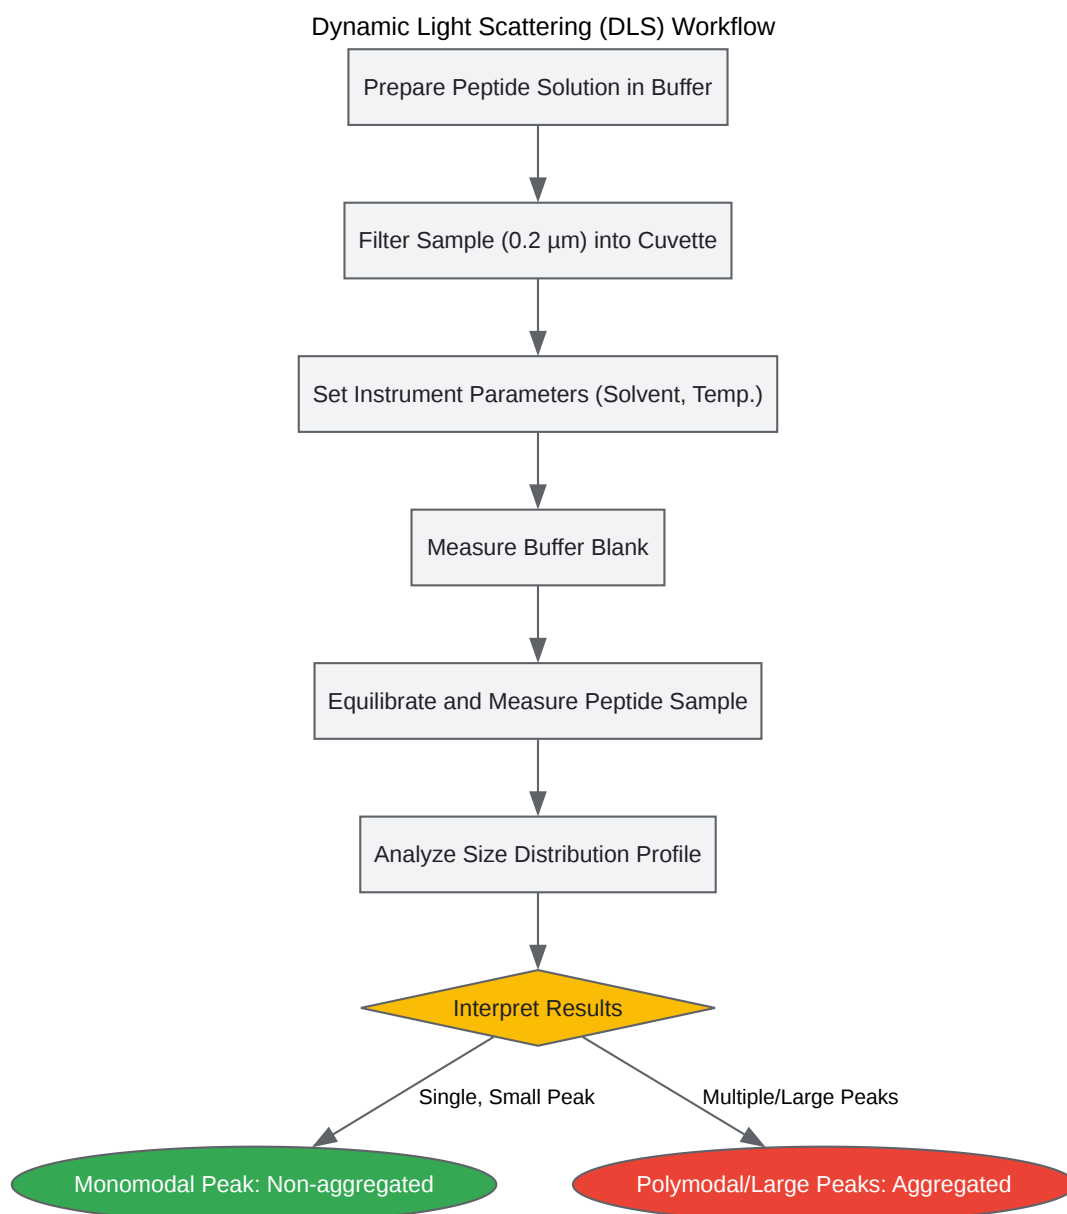 Dynamic Light Scattering (DLS) Workflow
Prepare Peptide Solution in Buffer
Filter Sample (0.2 µm) into Cuvette
Set Instrument Parameters (Solvent, Temp.)
Measure Buffer Blank
Equilibrate and Measure Peptide Sample
Analyze Size Distribution Profile
Interpret Results
Single, Small Peak
Multiple/Large Peaks
Monomodal Peak: Non-aggregated
Polymodal/Large Peaks: Aggregated